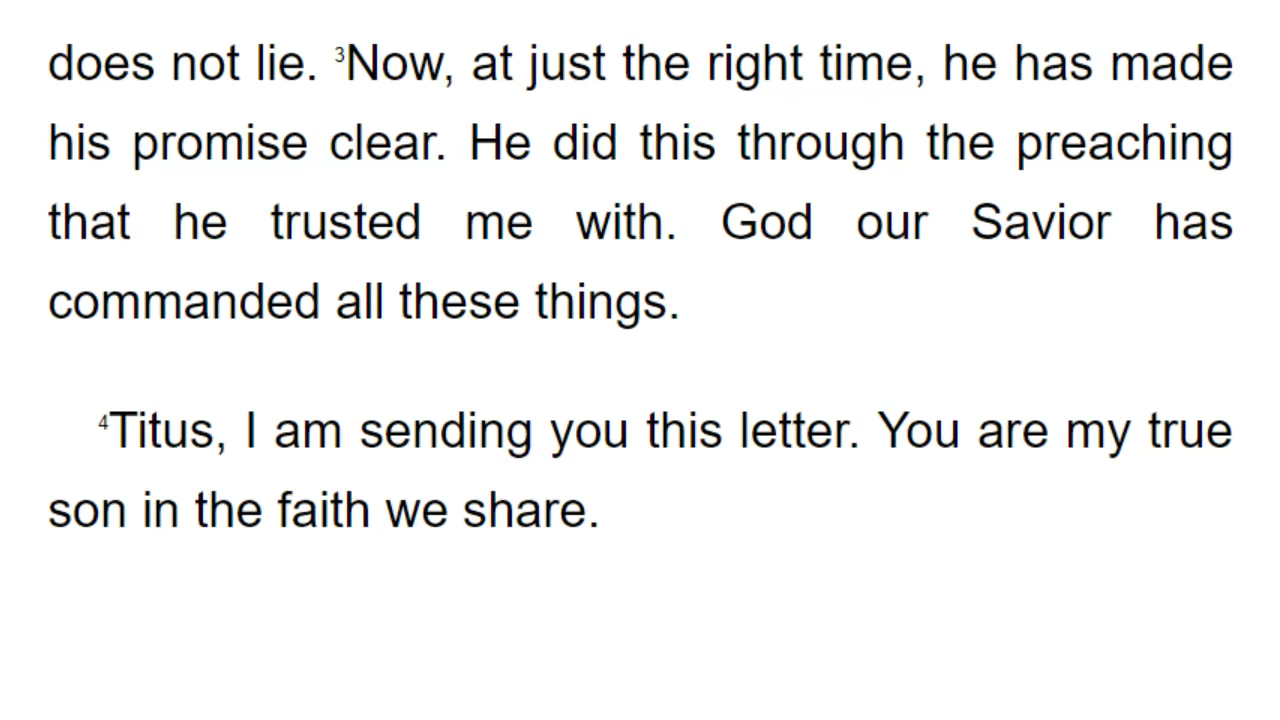 does not lie. ³Now, at just the right time, he has made
his promise clear. He did this through the preaching
that he trusted me with. God our Savior has
commanded all these things.
⁴Titus, I am sending you this letter. You are my true
son in the faith we share.